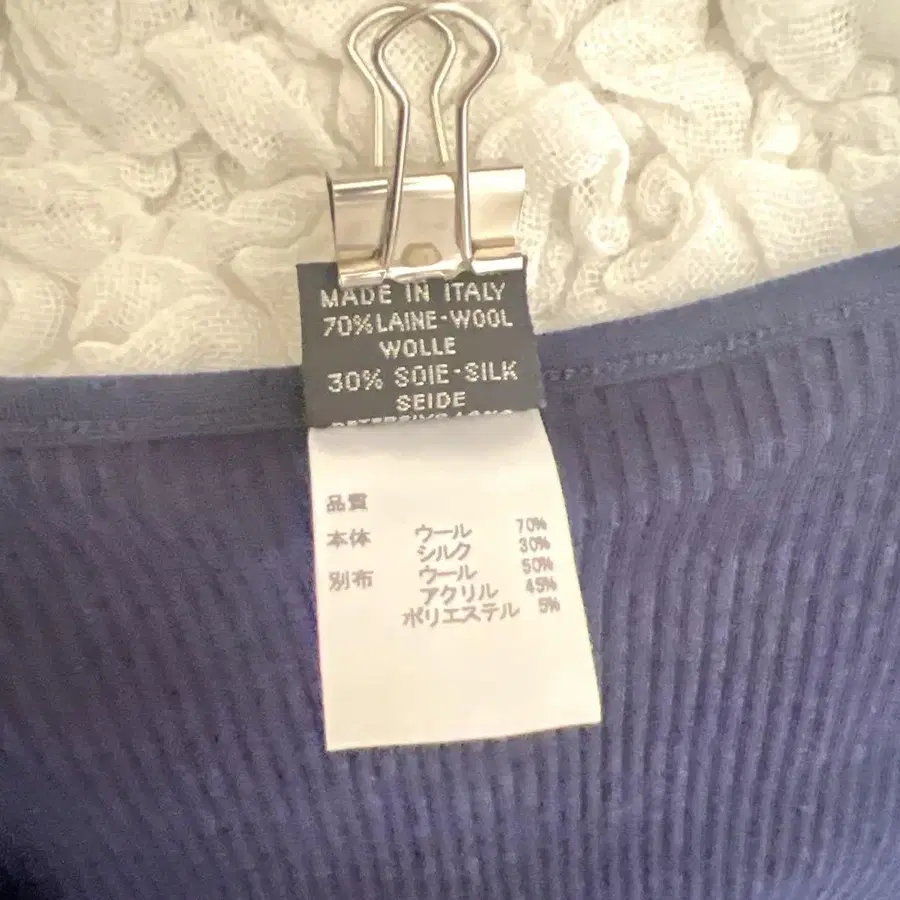 MADE IN ITALY
70% LAINE-WOOL
WOLLE
30% SOIE-SILK
SEIDE
品質
本体 ウール 70%
シルク 30%
別布 ウール 50%
アクリル 45%
ポリエステル 5%